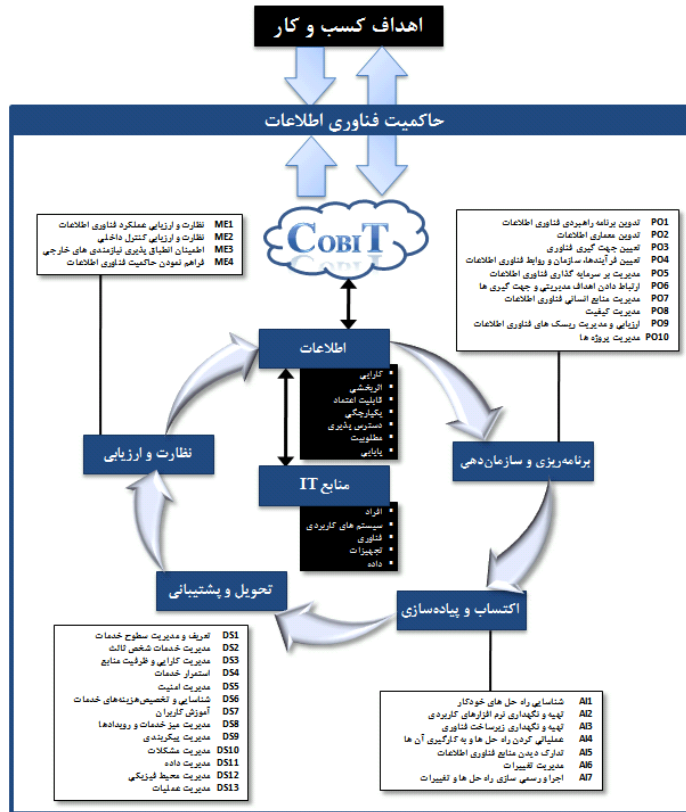 اهداف کسب و کار
حاکمیت فناوری اطلاعات
COBIT
PO1 تدوین برنامه راهبردی فناوری اطلاعات
PO2 تدوین معماری اطلاعات
PO3 تعیین جهت گیری فناوری
PO4 تعیین فرآیندها، سازمان و روابط فناوری اطلاعات
PO5 مدیریت بر سرمایه گذاری فناوری اطلاعات
PO6 ارتباط دادن اهداف مدیریتی و جهت گیری ها
PO7 مدیریت منابع انسانی فناوری اطلاعات
PO8 مدیریت کیفیت
PO9 ارزیابی و مدیریت ریسک های فناوری اطلاعات
PO10 مدیریت پروژه ها
ME1 نظارت و ارزیابی عملکرد فناوری اطلاعات
ME2 نظارت و ارزیابی کنترل داخلی
ME3 اطمینان انطباق پذیری نیازمندی های خارجی
ME4 فراهم نمودن حاکمیت فناوری اطلاعات
اطلاعات
▪ کارایی
▪ اثربخشی
▪ قابلیت اعتماد
▪ یکپارچگی
▪ دسترس پذیری
▪ مطلوبیت
▪ پایایی
برنامه‌ریزی و سازمان‌دهی
نظارت و ارزیابی
منابع IT
▪ افراد
▪ سیستم های کاربردی
▪ فناوری
▪ تجهیزات
▪ داده
تحویل و پشتیبانی
اکتساب و پیاده‌سازی
DS1 تعریف و مدیریت سطوح خدمات
DS2 مدیریت خدمات شخص ثالث
DS3 مدیریت کارایی و ظرفیت منابع
DS4 استمرار خدمات
DS5 مدیریت امنیت
DS6 شناسایی و تخصیص‌هزینه‌های خدمات
DS7 آموزش کاربران
DS8 مدیریت میز خدمات و رویدادها
DS9 مدیریت پیکربندی
DS10 مدیریت مشکلات
DS11 مدیریت داده
DS12 مدیریت محیط فیزیکی
DS13 مدیریت عملیات
AI1 شناسایی راه حل های خودکار
AI2 تهیه و نگهداری نرم افزارهای کاربردی
AI3 تهیه و نگهداری زیرساخت فناوری
AI4 عملیاتی کردن راه حل ها و به کارگیری آن ها
AI5 تدارک دیدن منابع فناوری اطلاعات
AI6 مدیریت تغییرات
AI7 اجرا و رسمی سازی راه حل ها و تغییرات